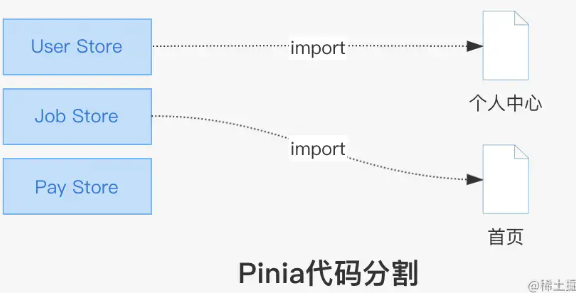 User Store
import
个人中心
Job Store
import
Pay Store
首页
Pinia代码分割
@稀土掘